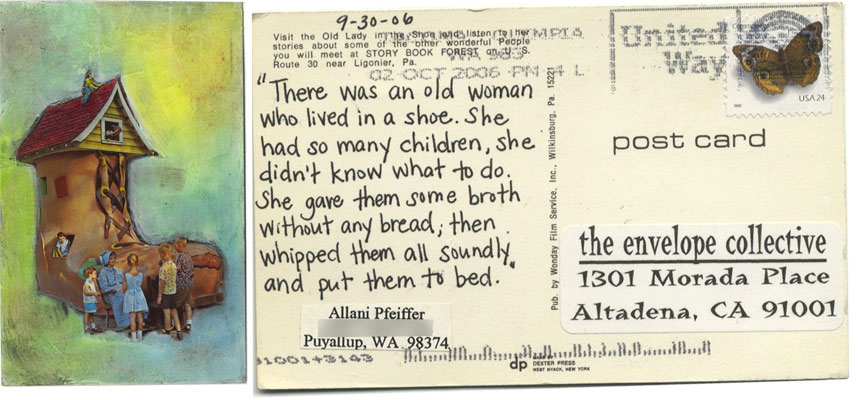 9-30-06
Visit the Old Lady in the Shoe and listen to her
stories about some of the other wonderful People
you will meet at STORY BOOK FOREST on U. S.
Route 30 near Ligonier, Pa.
OLYMPIA
WA 983
02 OCT 2006 PM 4 L
United
Way
USA 24
"There was an old woman
who lived in a shoe. She
had so many children, she
didn't know what to do.
She gave them some broth
without any bread; then
whipped them all soundly
and put them to bed."
Allani Pfeiffer
Puyallup, WA 98374
Pub. by Wonday Film Service, Inc., Wilkinsburg, Pa. 15221
post card
the envelope collective
1301 Morada Place
Altadena, CA 91001
dp
DEXTER PRESS
WEST NYACK, NEW YORK